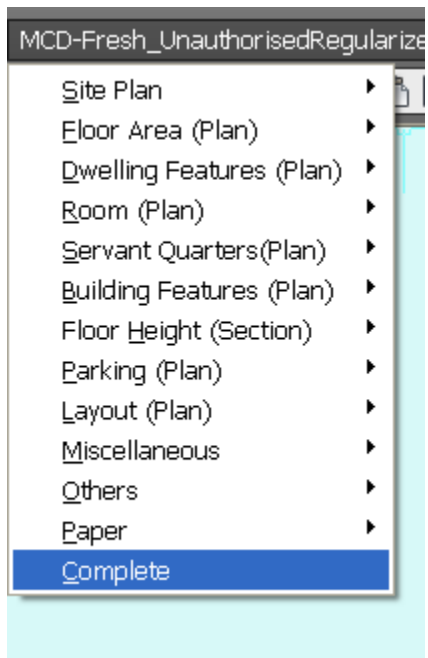 MCD-Fresh_UnauthorisedRegularize
Site Plan
Floor Area (Plan)
Dwelling Features (Plan)
Room (Plan)
Servant Quarters(Plan)
Building Features (Plan)
Floor Height (Section)
Parking (Plan)
Layout (Plan)
Miscellaneous
Others
Paper
Complete